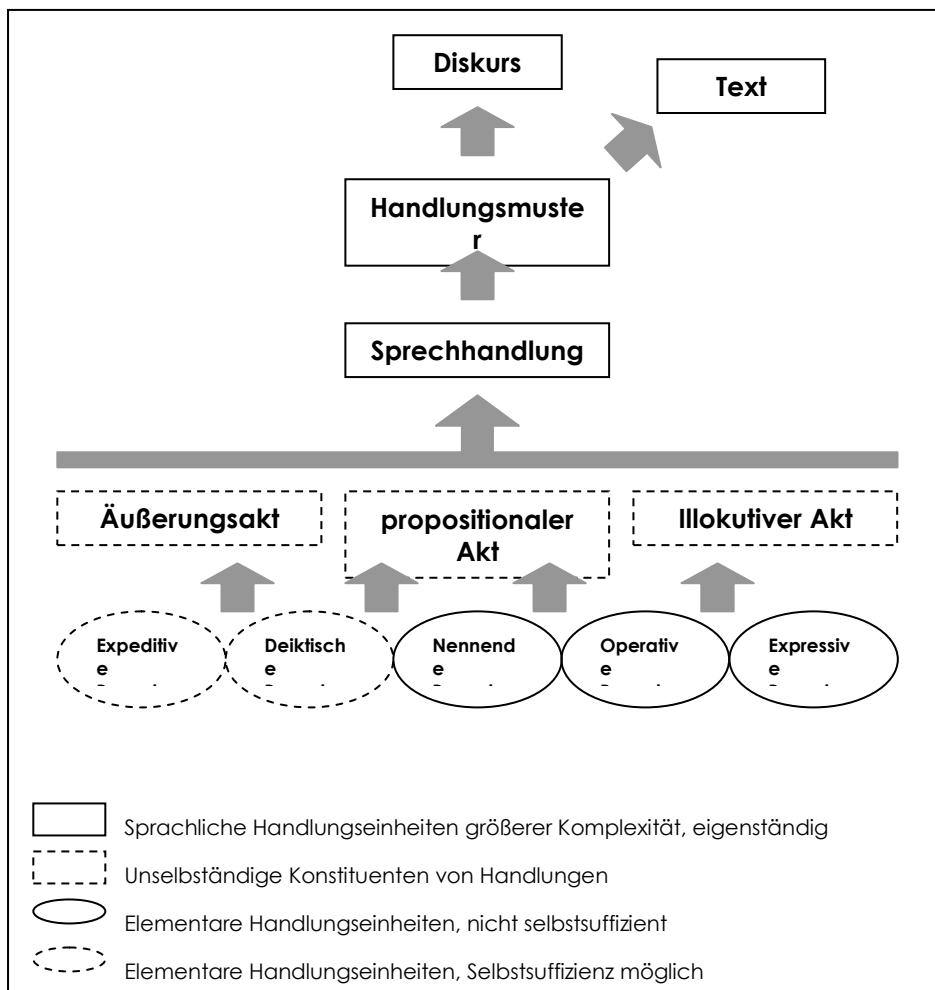 Diskurs
Text
Handlungsmuste
r
Sprechhandlung
Äußerungsakt
propositionaler
Akt
Illokutiver Akt
Expeditiv
e
Deiktisch
e
Nennend
e
Operativ
e
Expressiv
e
Sprachliche Handlungseinheiten größerer Komplexität, eigenständig
Unselbständige Konstituenten von Handlungen
Elementare Handlungseinheiten, nicht selbstsuffizient
Elementare Handlungseinheiten, Selbstsuffizienz möglich